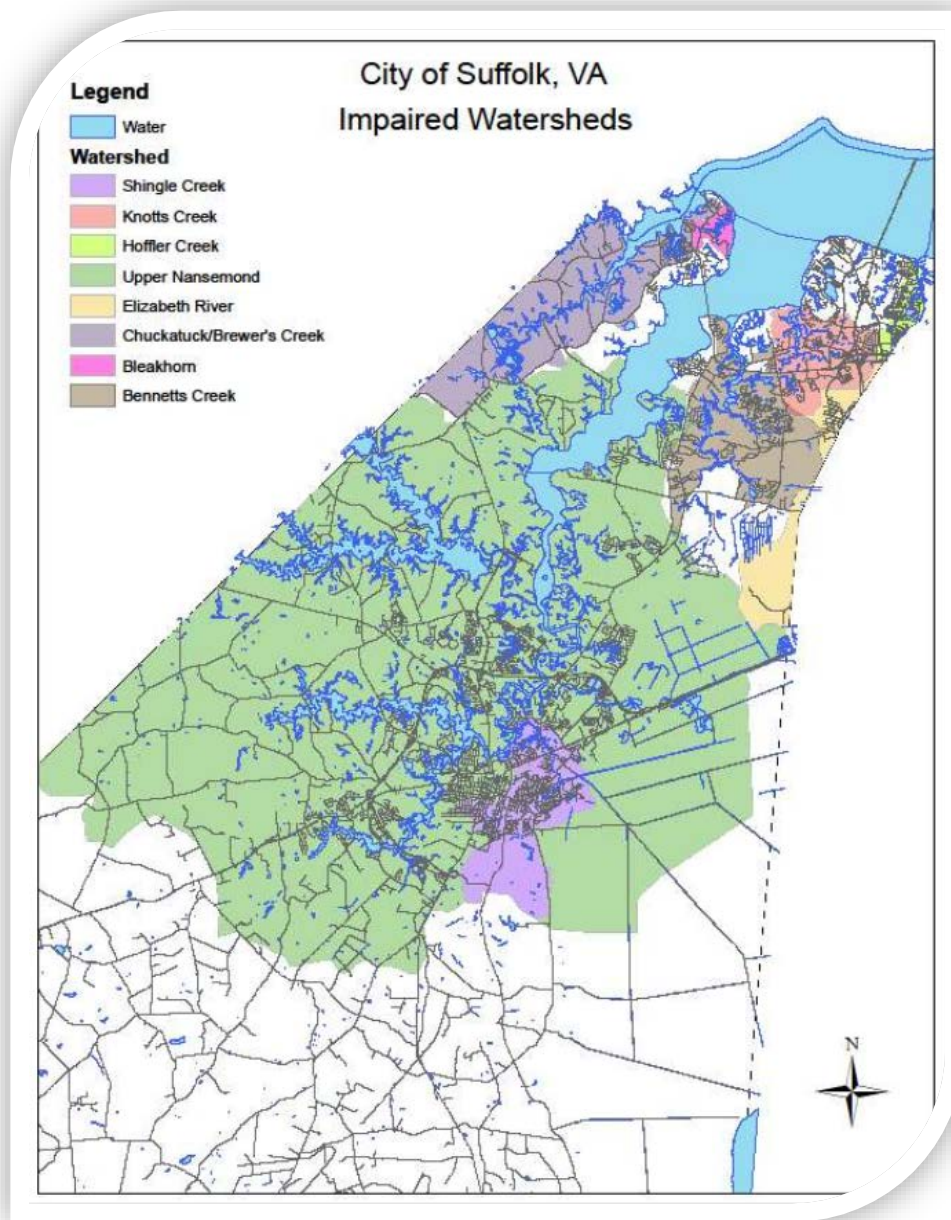 City of Suffolk, VA
Impaired Watersheds
Legend
Water
Watershed
Shingle Creek
Knotts Creek
Hoffler Creek
Upper Nansemond
Elizabeth River
Chuckatuck/Brewer's Creek
Bleakhorn
Bennetts Creek
N